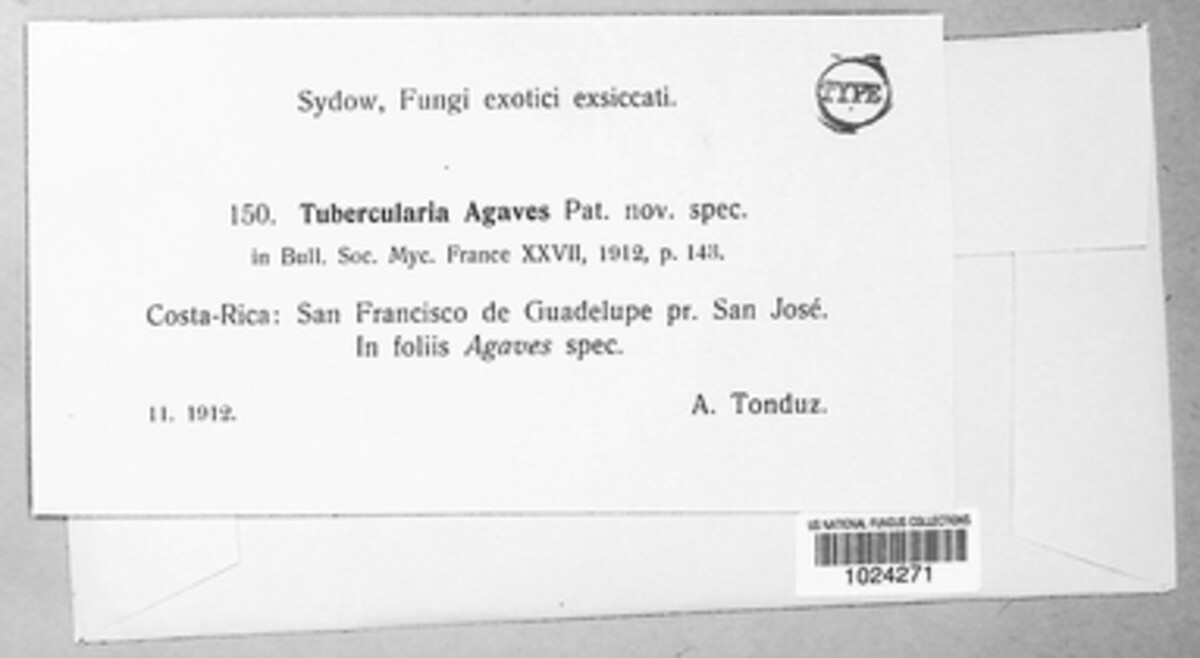 Sydow, Fungi exotici exsiccati.
TYPE
150. Tubercularia Agaves Pat. nov. spec.
in Bull. Soc. Myc. France XXVII, 1912, p. 143.
Costa-Rica: San Francisco de Guadelupe pr. San José.
In foliis Agaves spec.
11. 1912.
A. Tonduz.
US NATIONAL FUNGUS COLLECTIONS
1024271